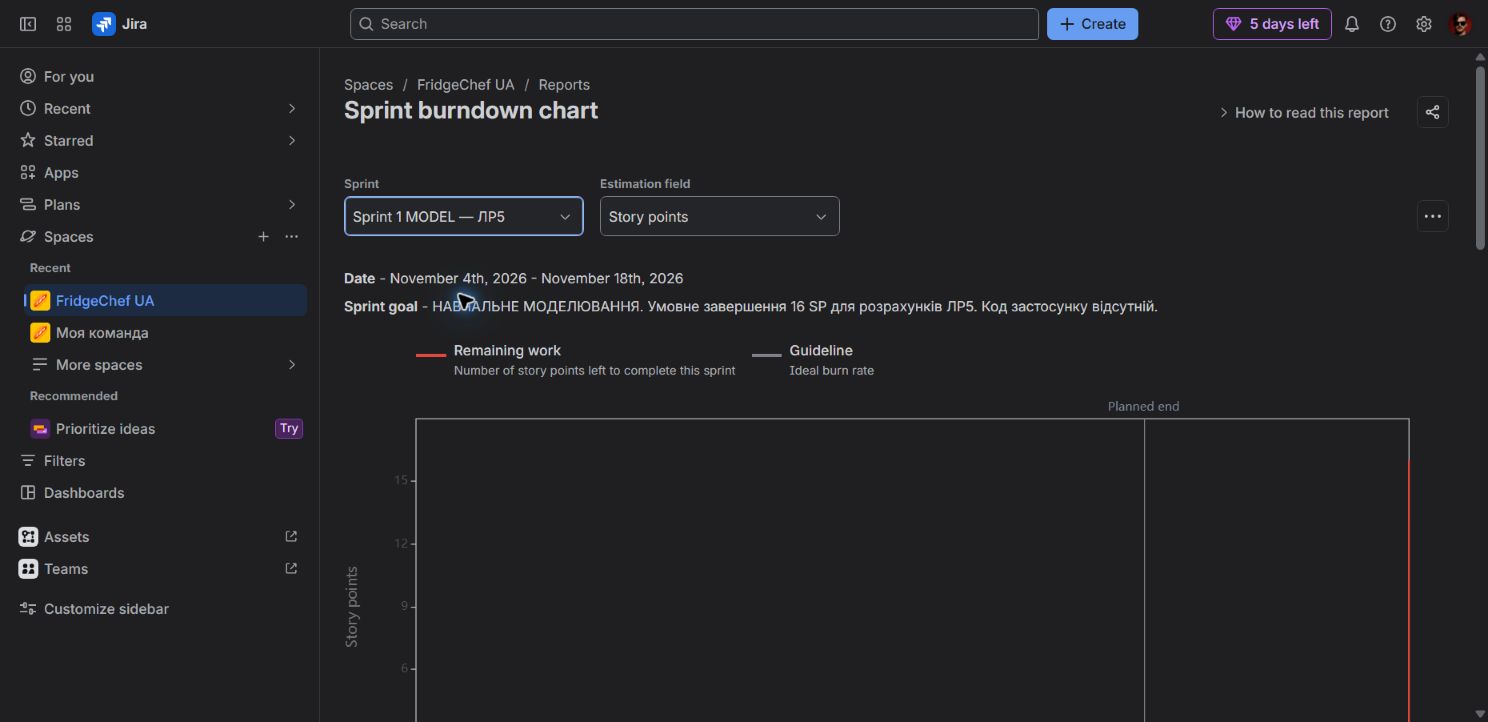 Jira
Search
Create
5 days left
For you
Recent
Starred
Apps
Plans
Spaces
Recent
FridgeChef UA
Моя команда
More spaces
Recommended
Prioritize ideas
Try
Filters
Dashboards
Assets
Teams
Customize sidebar
Spaces / FridgeChef UA / Reports
Sprint burndown chart
How to read this report
Sprint
Estimation field
Sprint 1 MODEL — ЛР5
Story points
Date - November 4th, 2026 - November 18th, 2026
Sprint goal - МОДЕЛЮВАННЯ. Умовне завершення 16 SP для розрахунків ЛР5. Код застосунку відсутній.
Remaining work
Number of story points left to complete this sprint
Guideline
Ideal burn rate
Planned end
15
12
9
6
Story points